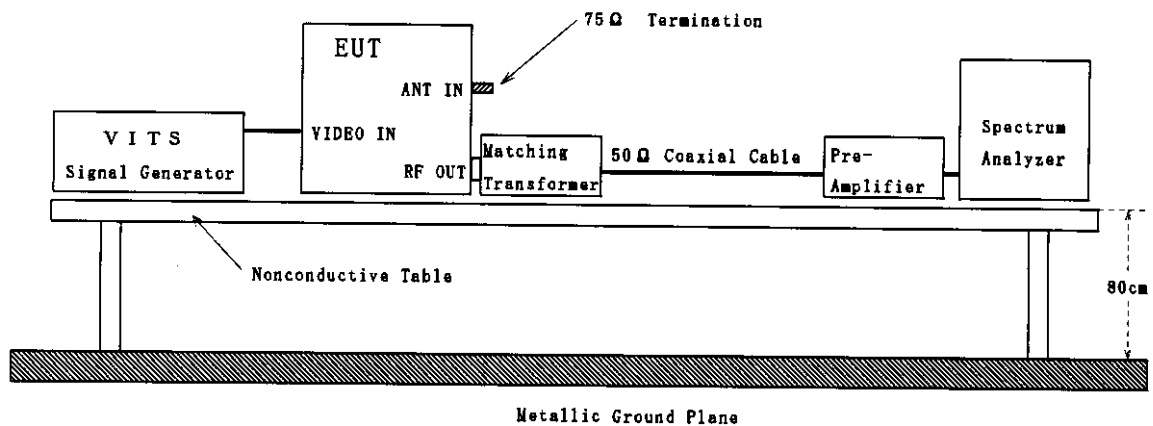 75Ω Termination
EUT
ANT IN
VITS
Signal Generator
VIDEO IN
RF OUT
Matching
Transformer
50Ω Coaxial Cable
Pre-
Amplifier
Spectrum
Analyzer
Nonconductive Table
80cm
Metallic Ground Plane